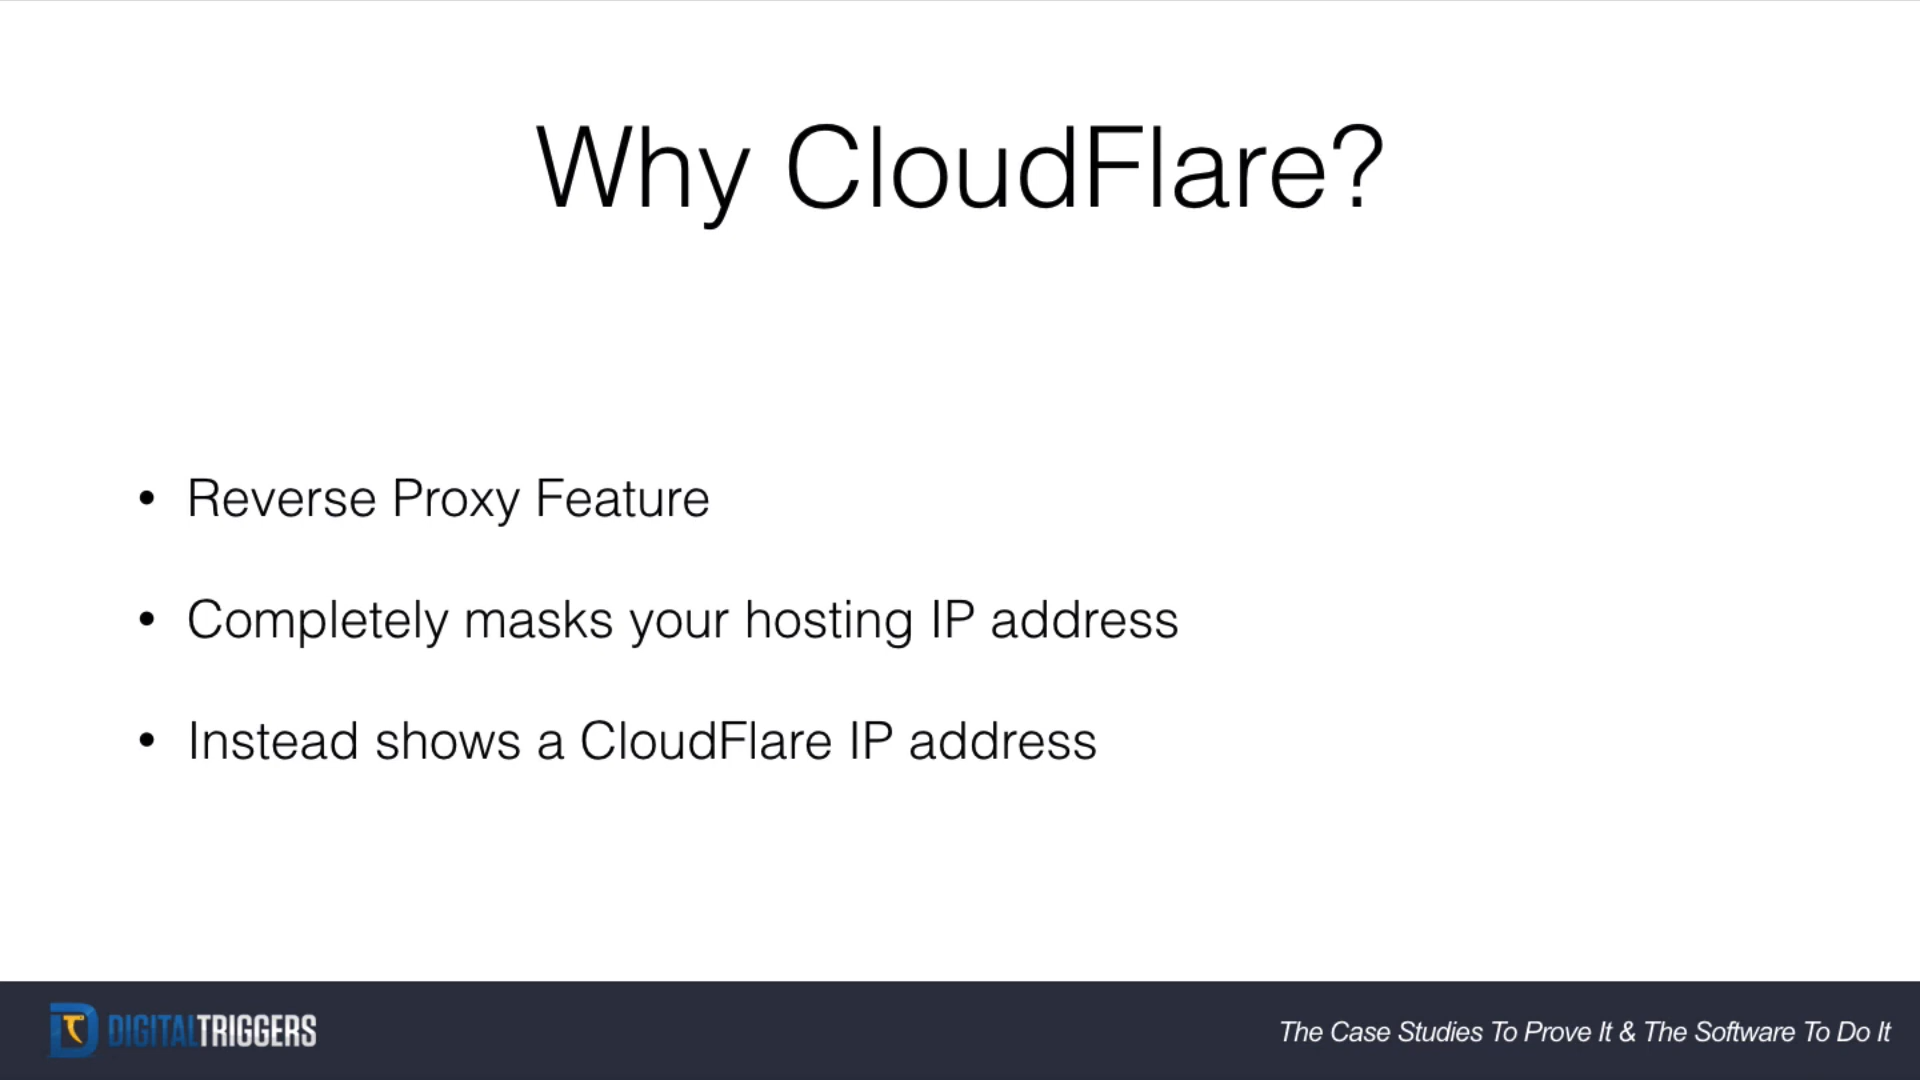 Why CloudFlare?
• Reverse Proxy Feature
• Completely masks your hosting IP address
• Instead shows a CloudFlare IP address
DIGITALTRIGGERS
The Case Studies To Prove It & The Software To Do It